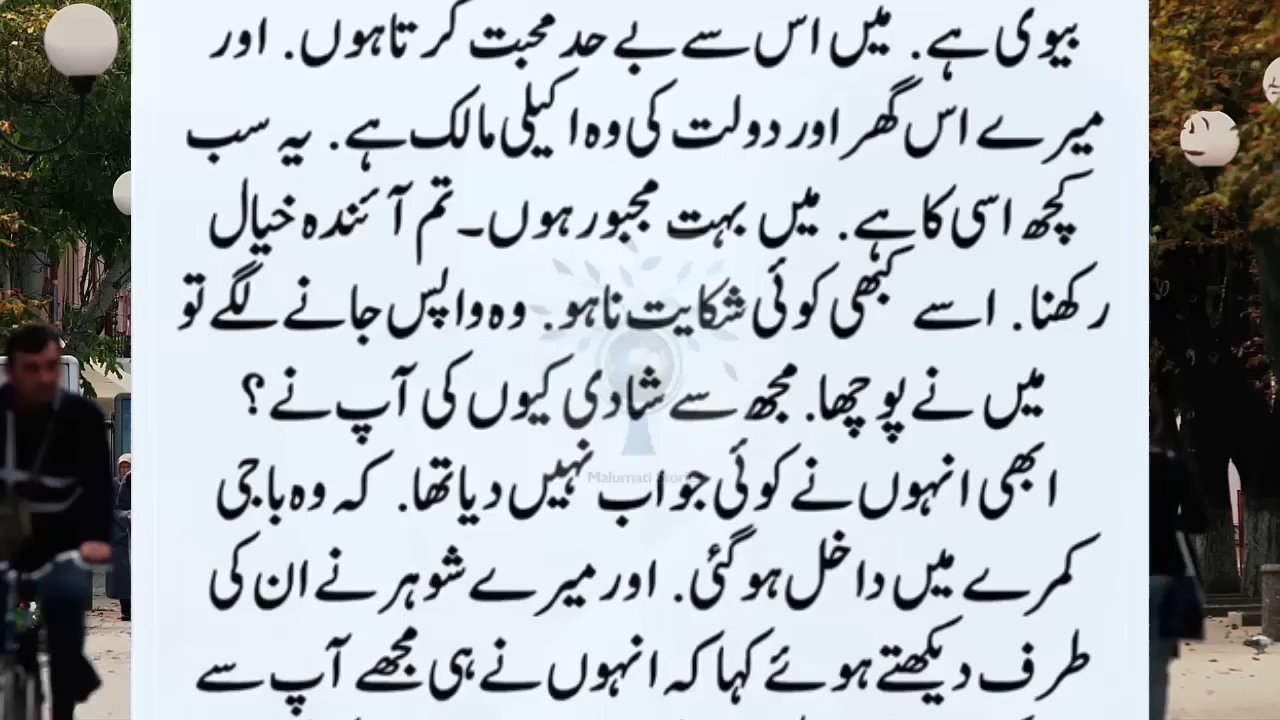 بیوی ہے. میں اس سے بے حد محبت کرتا ہوں. اور
میرے اس گھر اور دولت کی وہ اکیلی مالک ہے. یہ سب
کچھ اسی کا ہے. میں بہت مجبور ہوں۔ تم آئندہ خیال
رکھنا. اسے کبھی کوئی شکایت نا ہو. وہ واپس جانے لگے تو
میں نے پوچھا. مجھ سے شادی کیوں کی آپ نے؟
ابھی انہوں نے کوئی جواب نہیں دیا تھا. کہ وہ باجی
کمرے میں داخل ہو گئی. اور میرے شوہر نے ان کی
طرف دیکھتے ہوئے کہا کہ انہوں نے ہی مجھے آپ سے
Malumati Stories